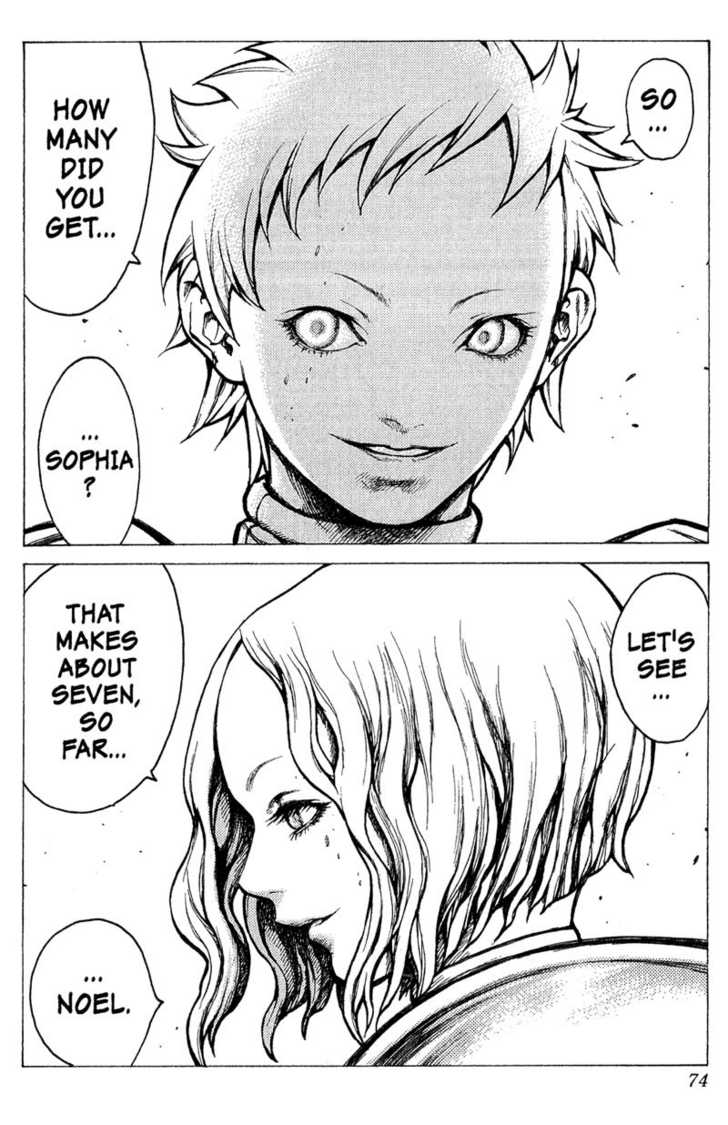 SO
...
HOW
MANY
DID
YOU
GET...
...
SOPHIA
?
LET'S
SEE
...
THAT
MAKES
ABOUT
SEVEN,
SO
FAR...
...
NOEL.
74